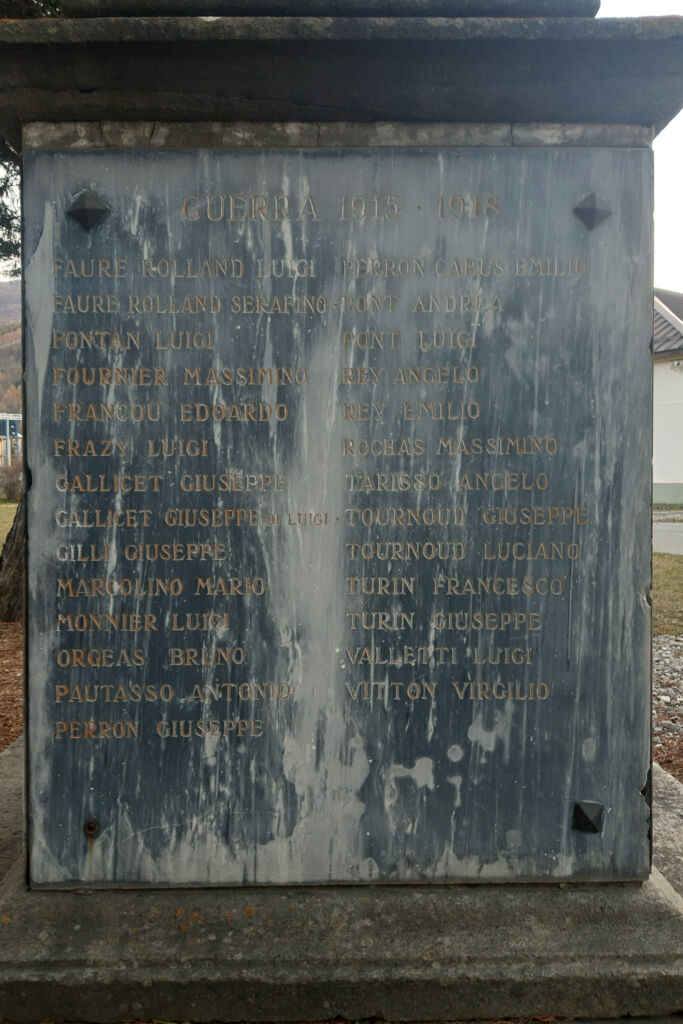 GUERRA 1915 · 1918
FAURE ROLLAND LUIGI
FAURE ROLLAND SERAFINO
FONTAN LUIGI
FOURNIER MASSIMINO
FRANCOU EDOARDO
FRAZY LUIGI
GALLICET GIUSEPPE
GALLICET GIUSEPPE DI LUIGI
GILLI GIUSEPPE
MARCOLINO MARIO
MONNIER LUIGI
ORGEAS BRUNO
PAUTASSO ANTONIO
PERRON GIUSEPPE
PERRON CABUS EMILIO
PONT ANDREA
PONT LUIGI
REY ANGELO
REY EMILIO
ROCHAS MASSIMINO
TARISSO ANGELO
TOURNOUD GIUSEPPE
TOURNOUD LUCIANO
TURIN FRANCESCO
TURIN GIUSEPPE
VALLETTI LUIGI
VITTON VIRGILIO